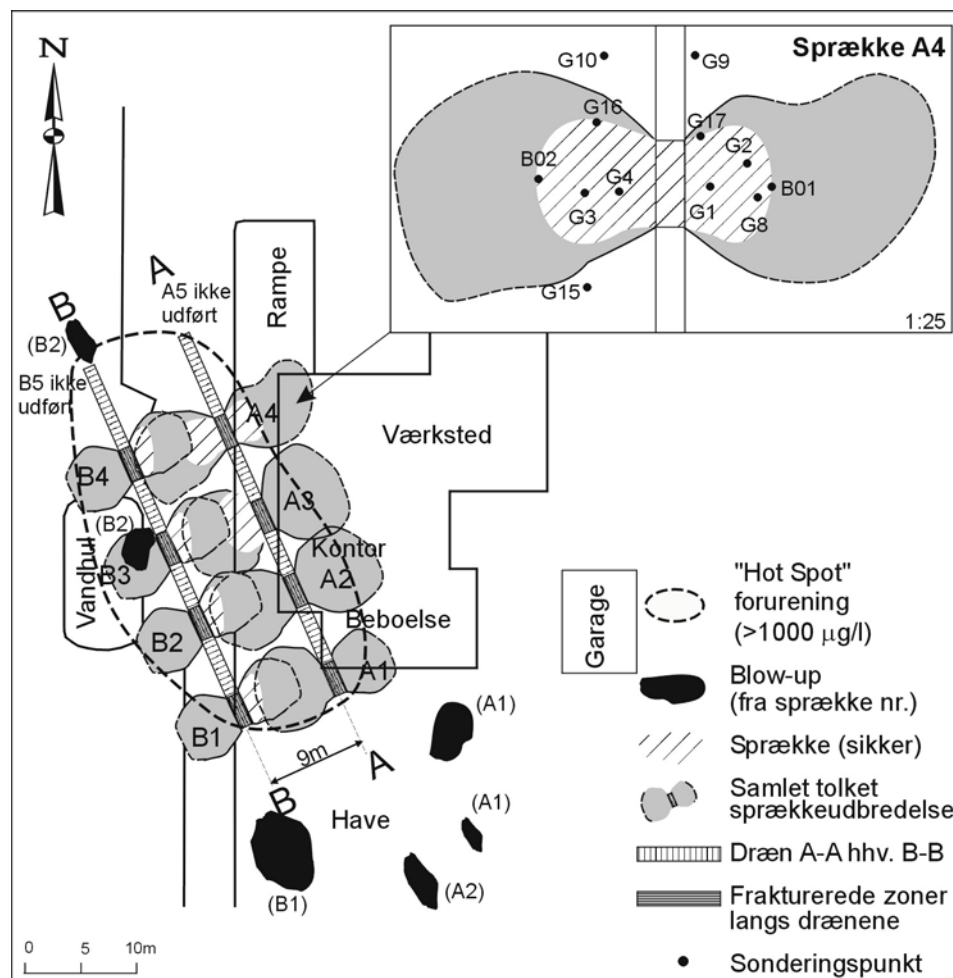 N
Sprække A4
G10
G9
G16
G17
G2
B02
G4
B01
G3
G1
G8
G15
1:25
A
A5 ikke
udført
B
(B2)
B5 ikke
udført
Rampe
A4
Værksted
B4
A3
(B2)
Kontor
Vandhul
B3
A2
Beboelse
B2
A1
B1
9m
A
B
Have
(A1)
(A1)
(A2)
(B1)
Garage
"Hot Spot"
forurening
(>1000 µg/l)
Blow-up
(fra sprække nr.)
Sprække (sikker)
Samlet tolket
sprækkeudbredelse
Dræn A-A hhv. B-B
Frakturerede zoner
langs drænene
Sonderingspunkt
0 5 10m